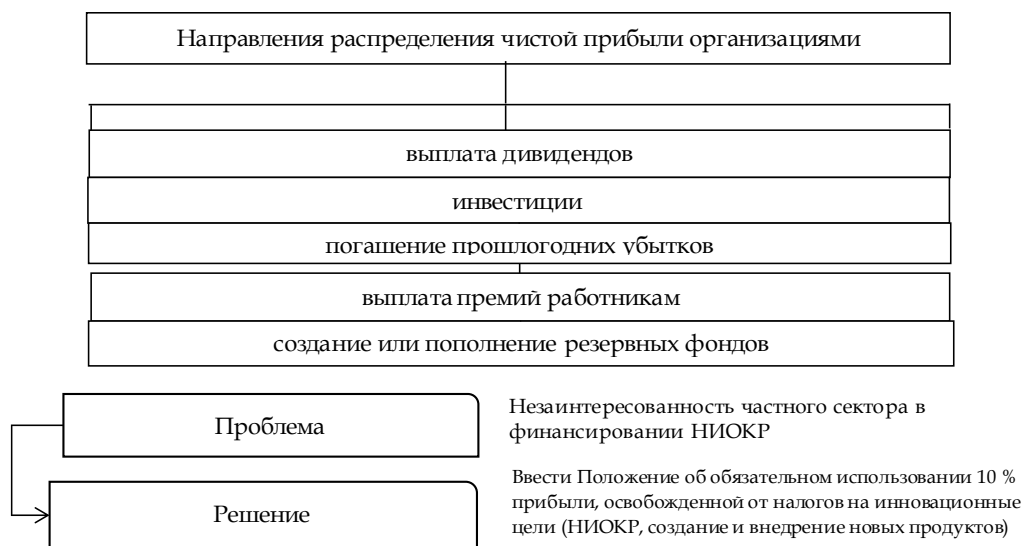 Направления распределения чистой прибыли организациями
выплата дивидендов
инвестиции
погашение прошлогодних убытков
выплата премий работникам
создание или пополнение резервных фондов
Проблема
Незаинтересованность частного сектора в
финансировании НИОКР
Решение
Ввести Положение об обязательном использовании 10 %
прибыли, освобожденной от налогов на инновационные
цели (НИОКР, создание и внедрение новых продуктов)